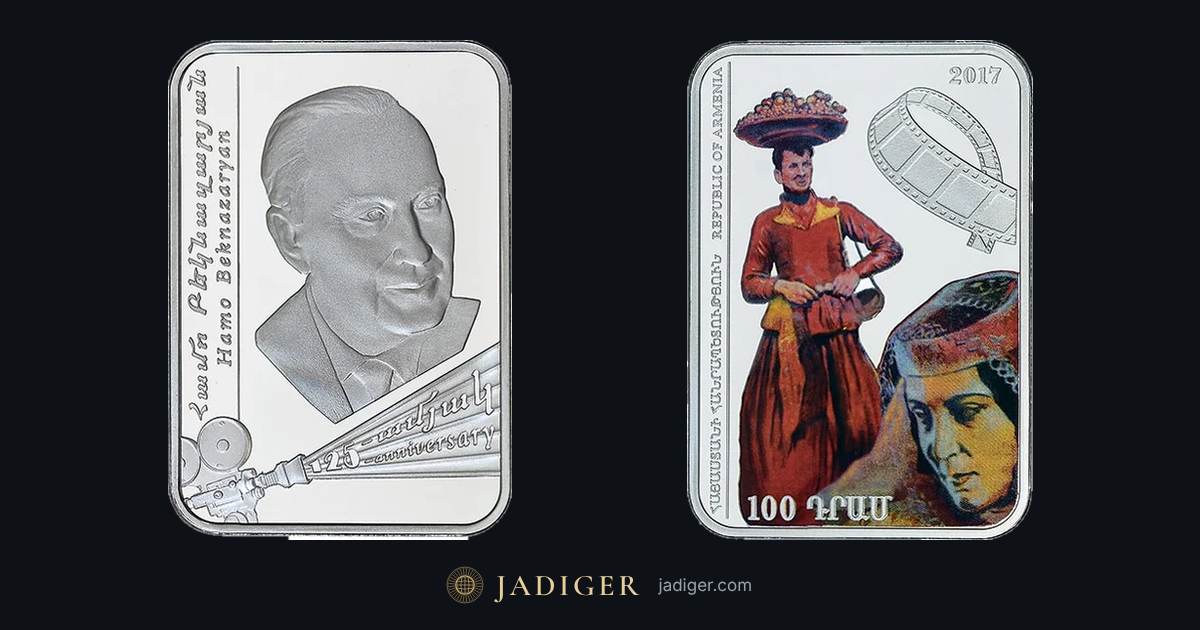 Համո Բեկնազարյան
Hamo Beknazaryan
125-ամյակ
125-anniversary
2017
ՀԱՅԱՍՏԱՆԻ ՀԱՆՐԱՊԵՏՈՒԹՅՈՒՆ REPUBLIC OF ARMENIA
100 ԴՐԱՄ
JADIGER jadiger.com